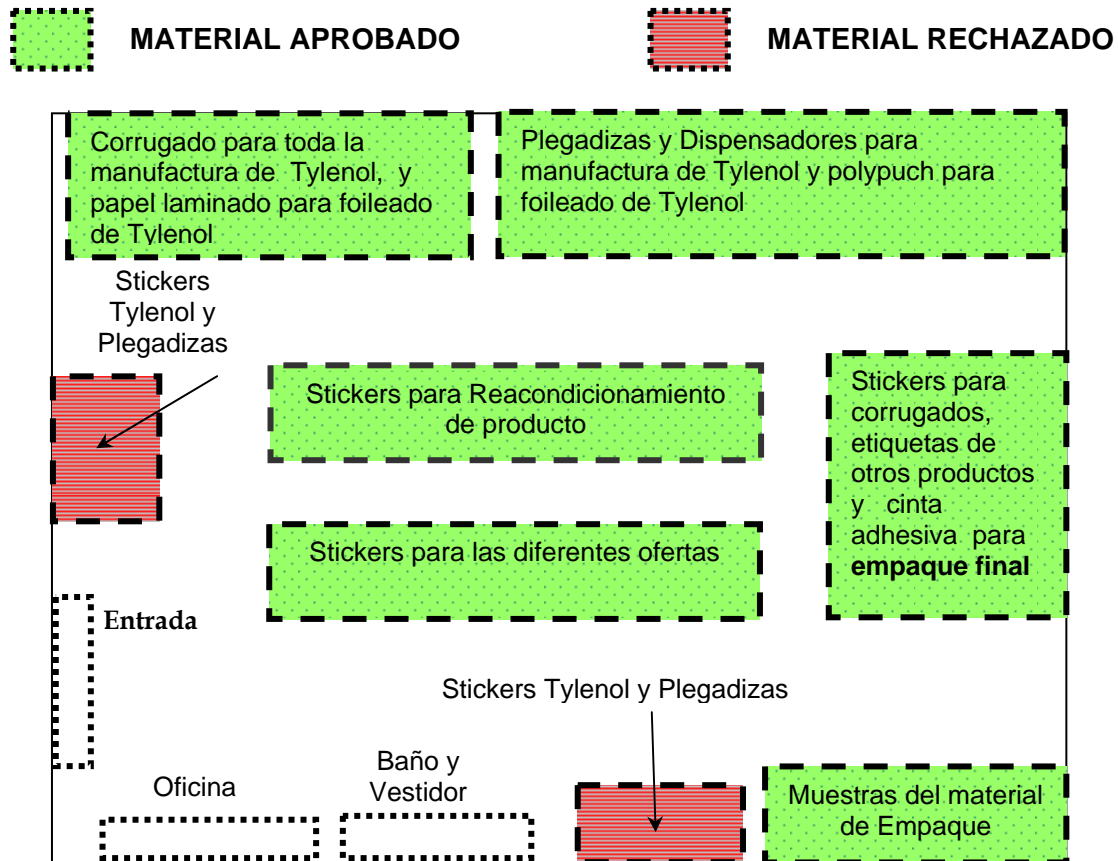 MATERIAL APROBADO
MATERIAL RECHAZADO
Corrugado para toda la
manufactura de Tylenol, y
papel laminado para foileado
de Tylenol
Plegadizas y Dispensadores para
manufactura de Tylenol y polypuch para
foileado de Tylenol
Stickers
Tylenol y
Plegadizas
Stickers para Reacondicionamiento
de producto
Stickers para
corrugados,
etiquetas de
otros productos
y cinta
adhesiva para
empaque final
Stickers para las diferentes ofertas
Entrada
Stickers Tylenol y Plegadizas
Oficina
Baño y
Vestidor
Muestras del material
de Empaque